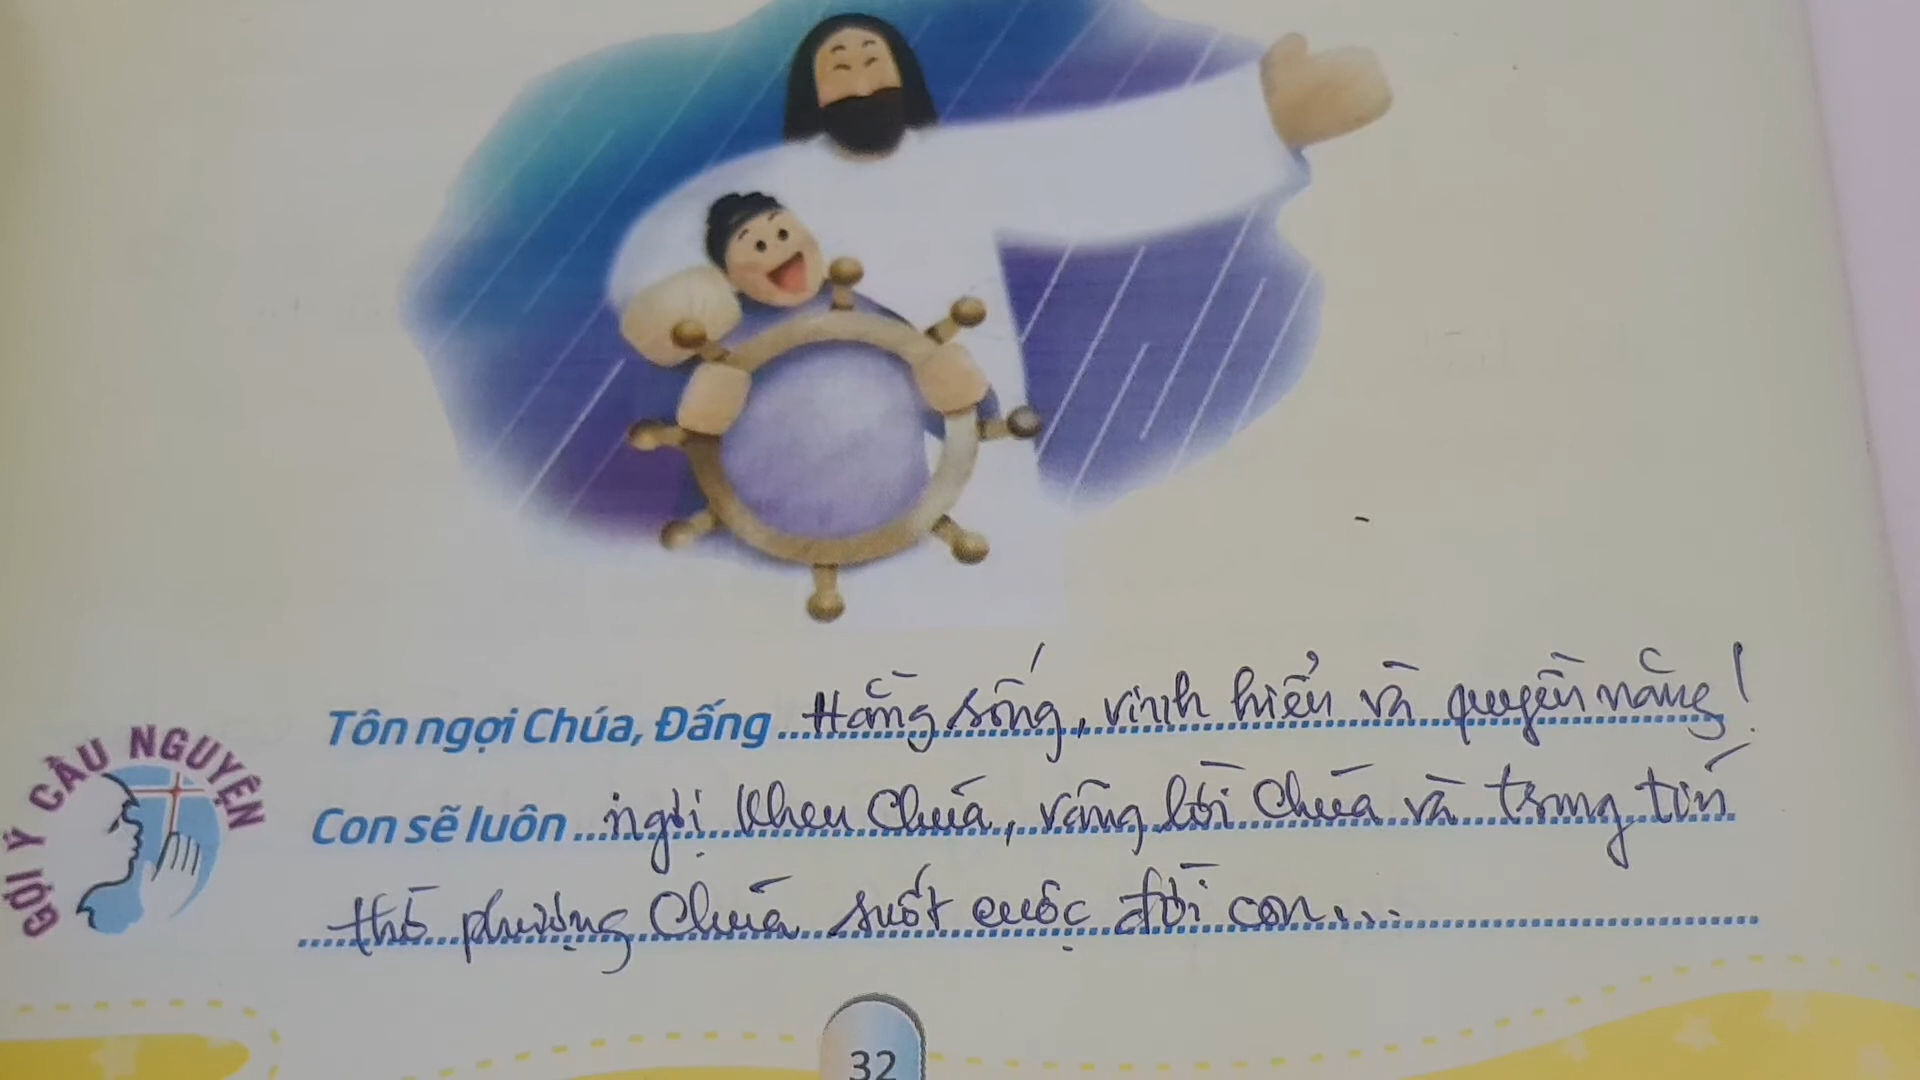 Tôn ngợi Chúa, Đấng Hằng sống, vinh hiển và quyền năng!
GỢI Ý CẦU NGUYỆN
Con sẽ luôn ngợi khen Chúa, vâng lời Chúa và trung tín
thờ phượng Chúa suốt cuộc đời con...
32